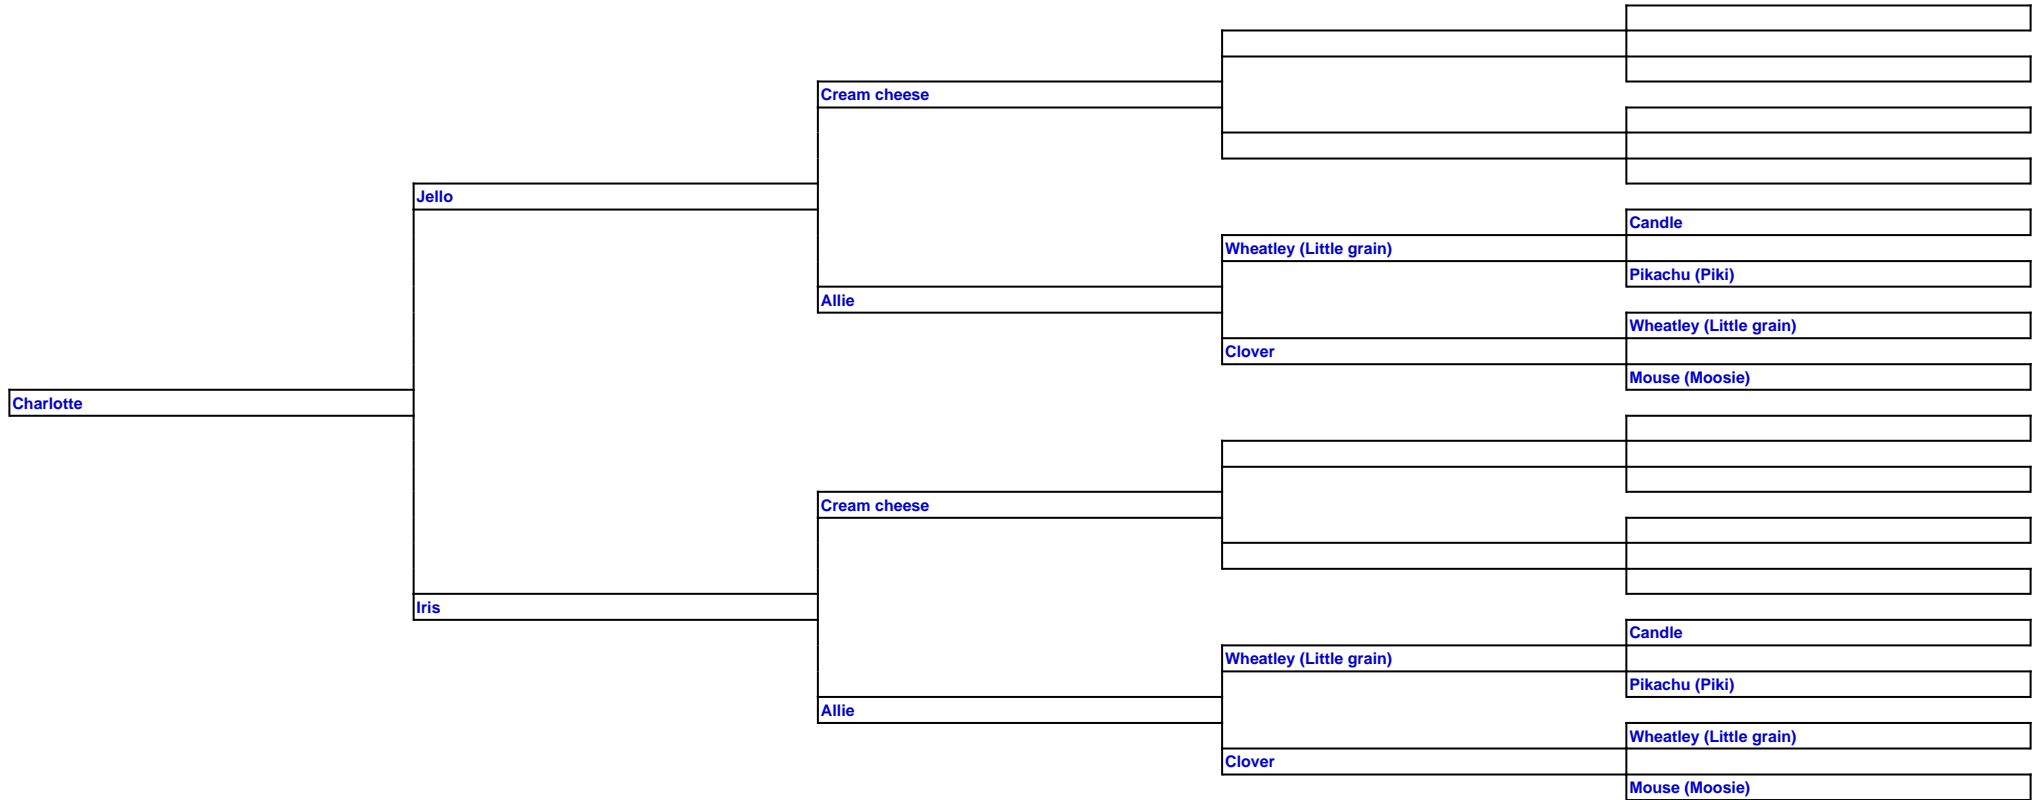 Cream cheese
Jello
Candle
Wheatley (Little grain)
Pikachu (Piki)
Allie
Wheatley (Little grain)
Clover
Mouse (Moosie)
Charlotte
Cream cheese
Iris
Candle
Wheatley (Little grain)
Pikachu (Piki)
Allie
Wheatley (Little grain)
Clover
Mouse (Moosie)